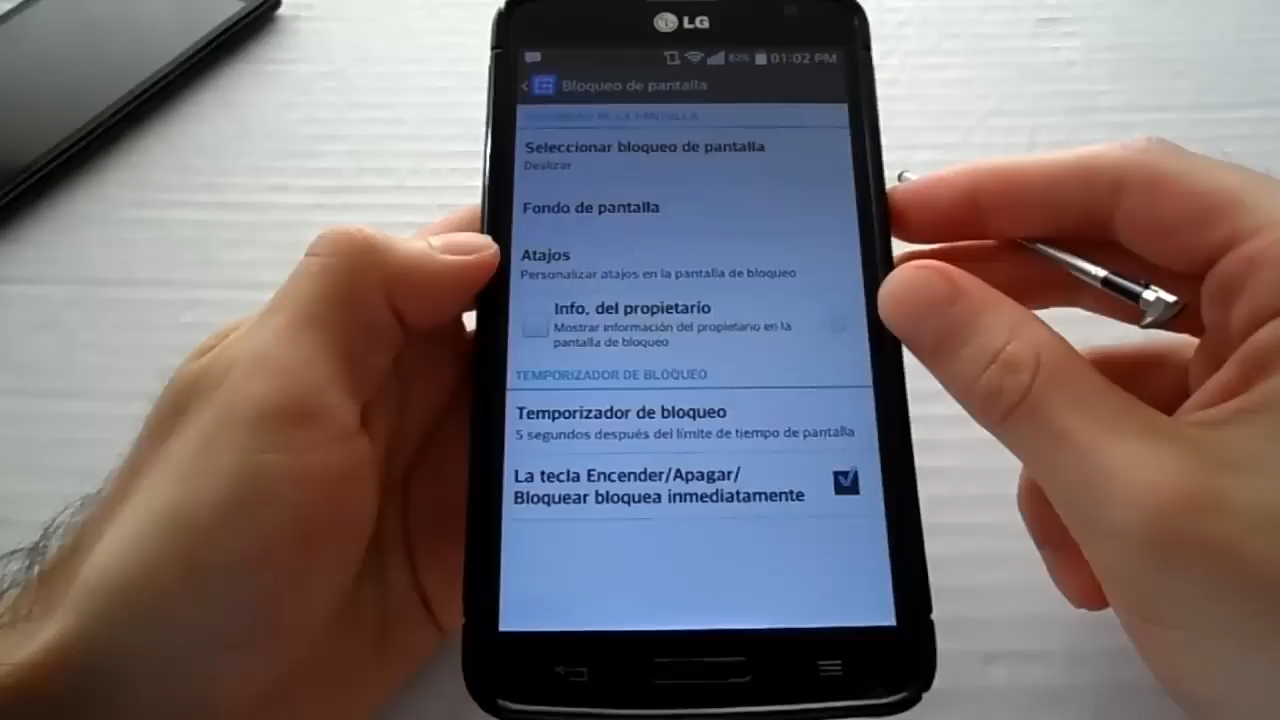 LG
82% 01:02 PM
Bloqueo de pantalla
Seleccionar bloqueo de pantalla
Deslizar
Fondo de pantalla
Atajos
Personalizar atajos en la pantalla de bloqueo
Info. del propietario
Mostrar información del propietario en la
pantalla de bloqueo
TEMPORIZADOR DE BLOQUEO
Temporizador de bloqueo
5 segundos después del límite de tiempo de pantalla
La tecla Encender/Apagar/
Bloquear bloquea inmediatamente